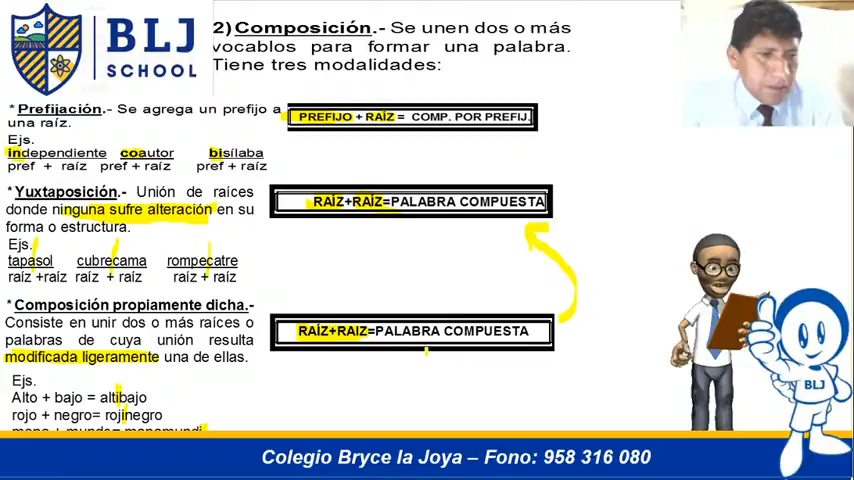 BLJ
SCHOOL
2)Composición.- Se unen dos o más
vocablos para formar una palabra.
Tiene tres modalidades:
* Prefijación.- Se agrega un prefijo a
una raíz.
Ejs.
independiente coautor bisílaba
pref + raíz pref + raíz pref + raíz
PREFIJO + RAÍZ = COMP. POR PREFIJ.
*Yuxtaposición.- Unión de raíces
donde ninguna sufre alteración en su
forma o estructura.
Ejs.
tapasol cubrecama rompecatre
raíz +raíz raíz + raíz raíz + raíz
RAÍZ+RAÍZ=PALABRA COMPUESTA
*Composición propiamente dicha.-
Consiste en unir dos o más raíces o
palabras de cuya unión resulta
modificada ligeramente una de ellas.
RAÍZ+RAIZ=PALABRA COMPUESTA
Ejs.
Alto + bajo = altibajo
rojo + negro= rojinegro
BLJ
Colegio Bryce la Joya – Fono: 958 316 080